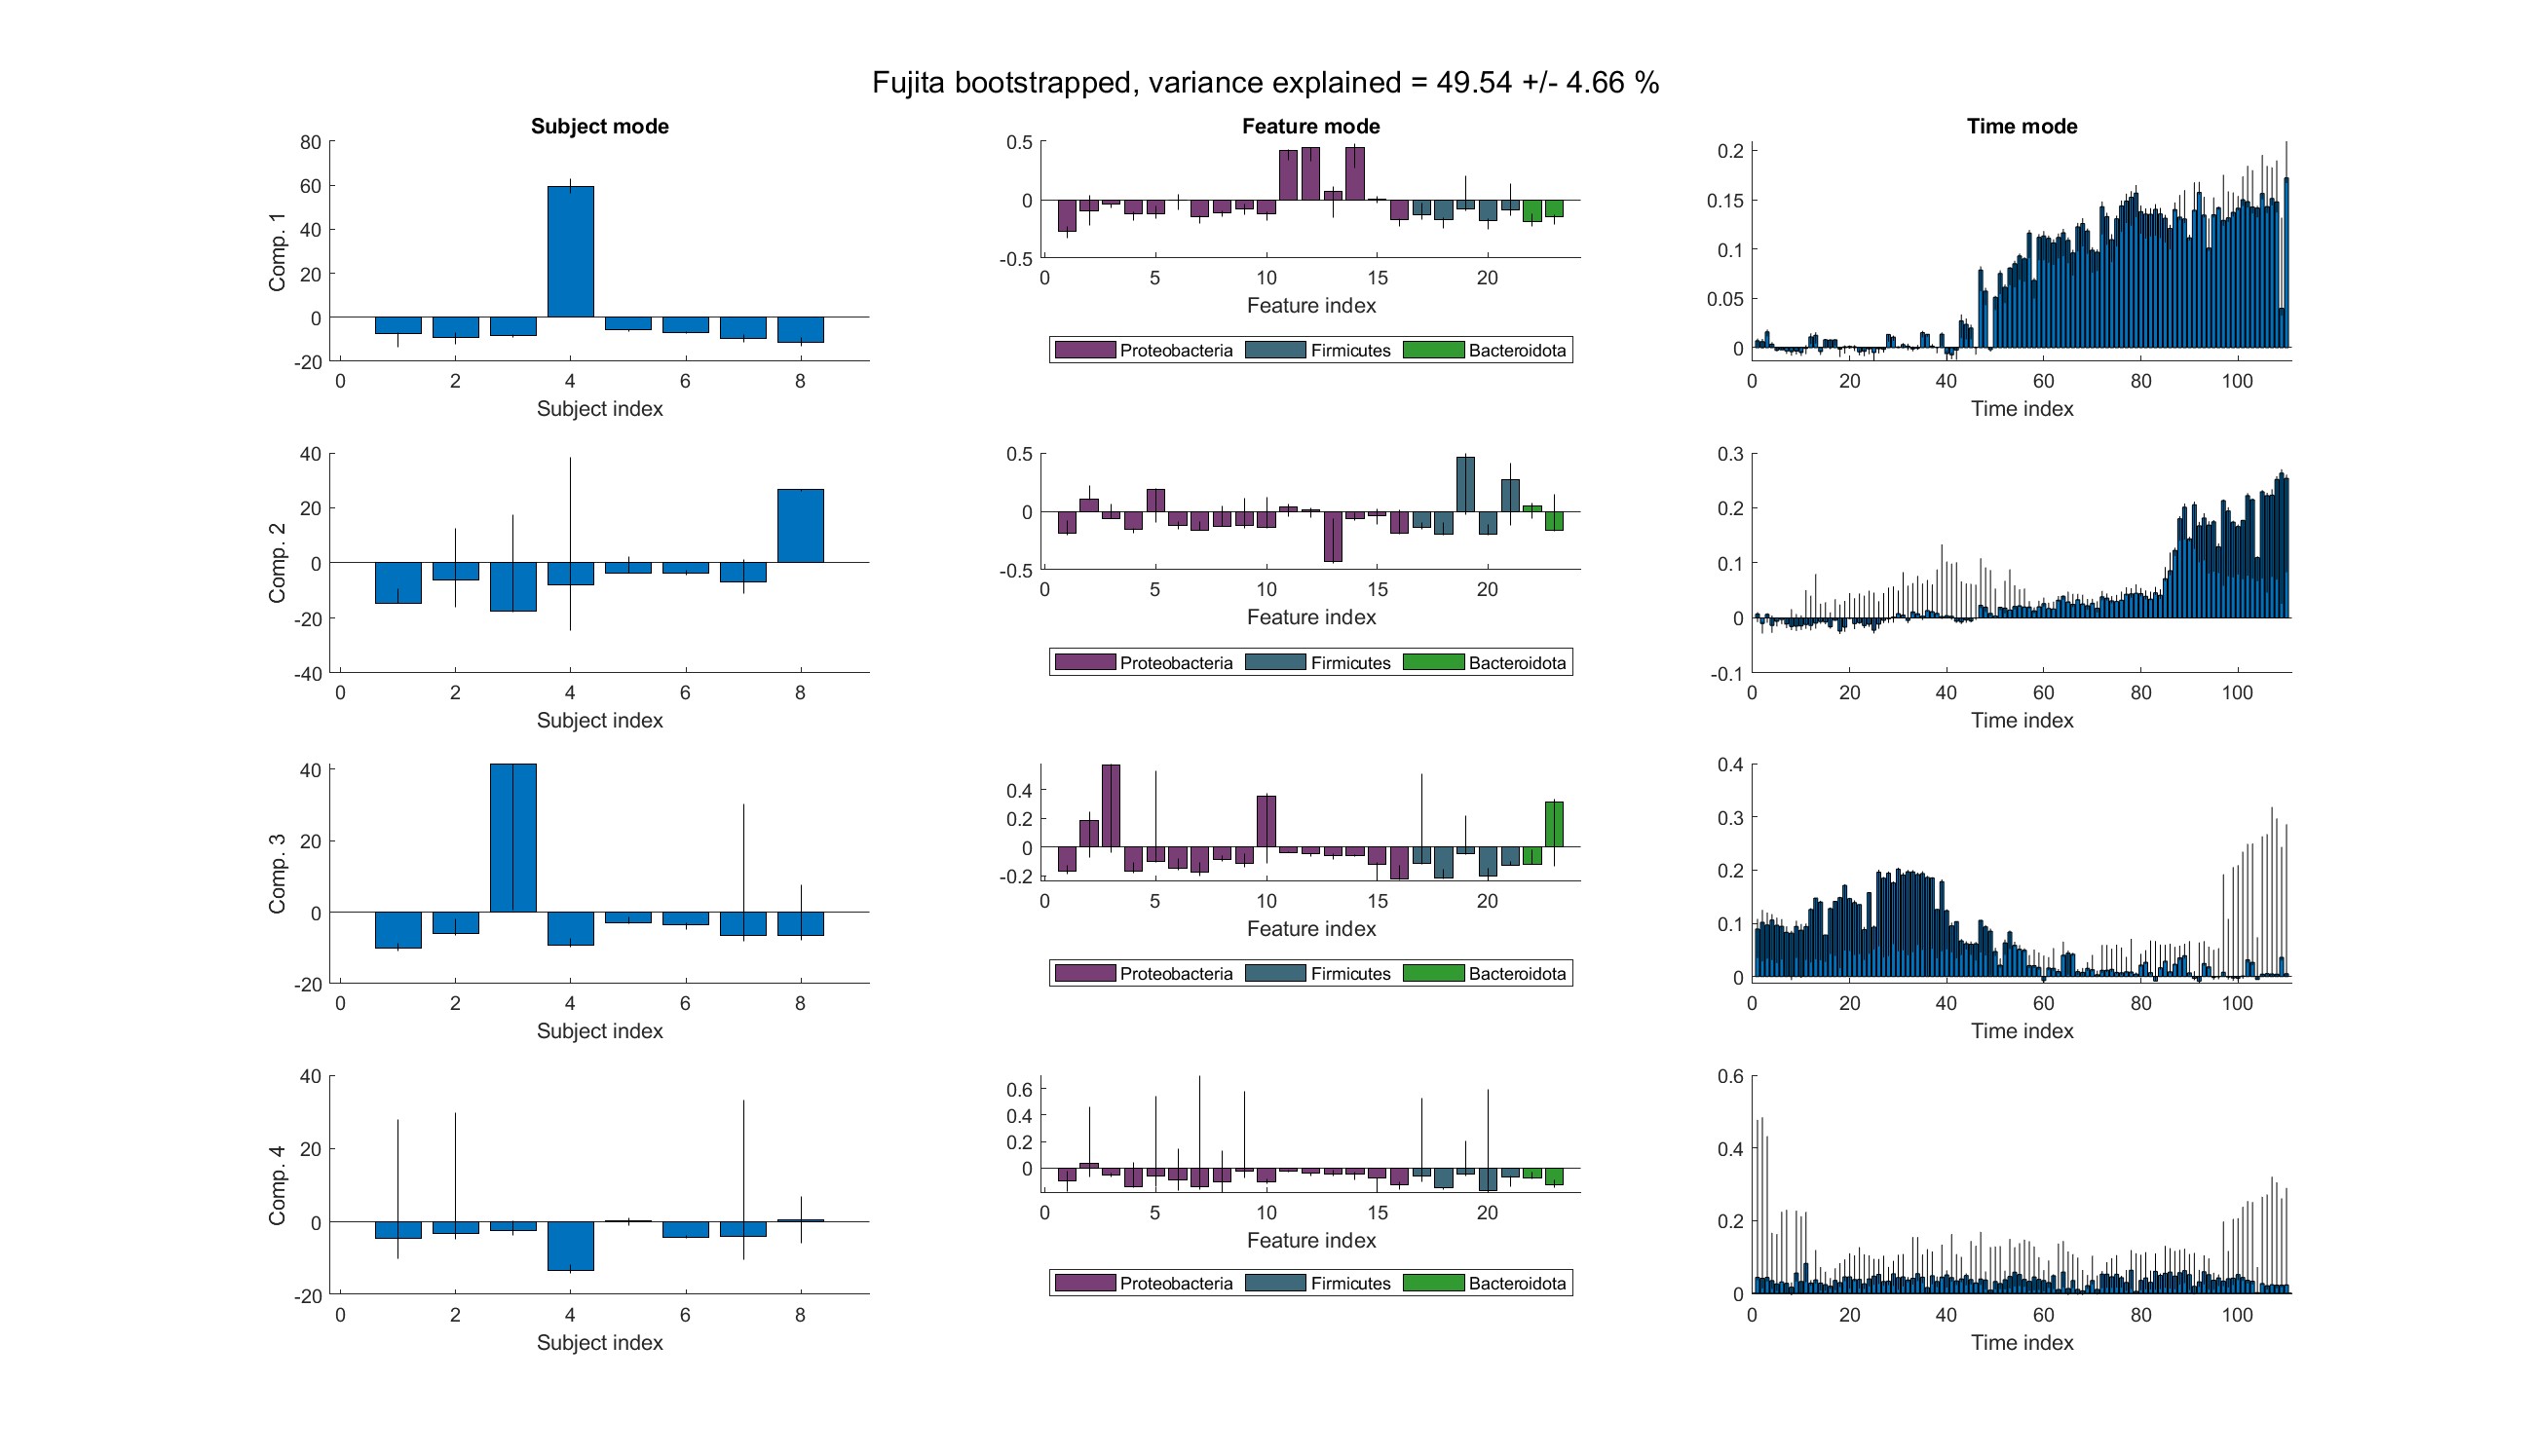 Fujita bootstrapped, variance explained = 49.54 +/- 4.66 %
Subject mode
Feature mode
Time mode
Comp. 1
80
60
40
20
0
-20
0 2 4 6 8
Subject index
0.5
0
-0.5
0 5 10 15 20
Feature index
Proteobacteria Firmicutes Bacteroidota
0.2
0.15
0.1
0.05
0
0 20 40 60 80 100
Time index
Comp. 2
40
20
0
-20
-40
0 2 4 6 8
Subject index
0.5
0
-0.5
0 5 10 15 20
Feature index
Proteobacteria Firmicutes Bacteroidota
0.3
0.2
0.1
0
-0.1
0 20 40 60 80 100
Time index
Comp. 3
40
20
0
-20
0 2 4 6 8
Subject index
0.4
0.2
0
-0.2
0 5 10 15 20
Feature index
Proteobacteria Firmicutes Bacteroidota
0.4
0.3
0.2
0.1
0
0 20 40 60 80 100
Time index
Comp. 4
40
20
0
-20
0 2 4 6 8
Subject index
0.6
0.4
0.2
0
0 5 10 15 20
Feature index
Proteobacteria Firmicutes Bacteroidota
0.6
0.4
0.2
0
0 20 40 60 80 100
Time index